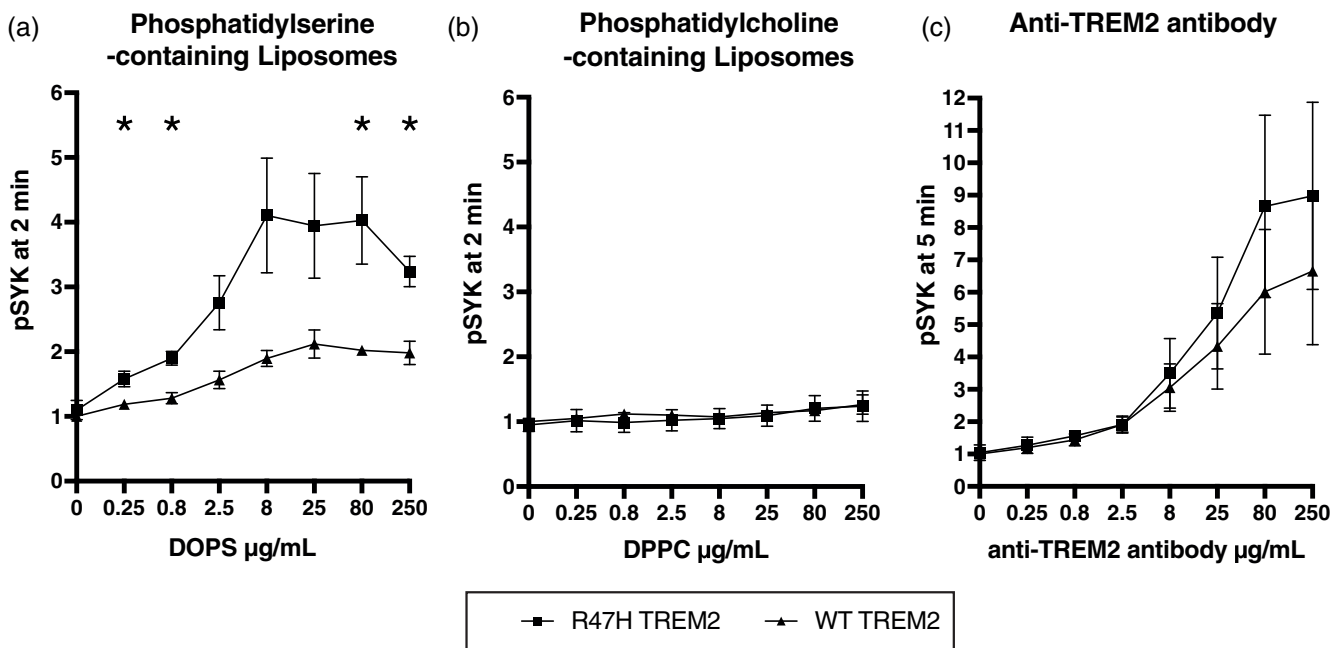 (a)
Phosphatidylserine
-containing Liposomes
6
5
4
3
2
1
0
pSYK at 2 min
* * * *
0 0.25 0.8 2.5 8 25 80 250
DOPS µg/mL
(b)
Phosphatidylcholine
-containing Liposomes
6
5
4
3
2
1
0
pSYK at 2 min
0 0.25 0.8 2.5 8 25 80 250
DPPC µg/mL
(c)
Anti-TREM2 antibody
12
11
10
9
8
7
6
5
4
3
2
1
0
pSYK at 5 min
0 0.25 0.8 2.5 8 25 80 250
anti-TREM2 antibody µg/mL
R47H TREM2 WT TREM2